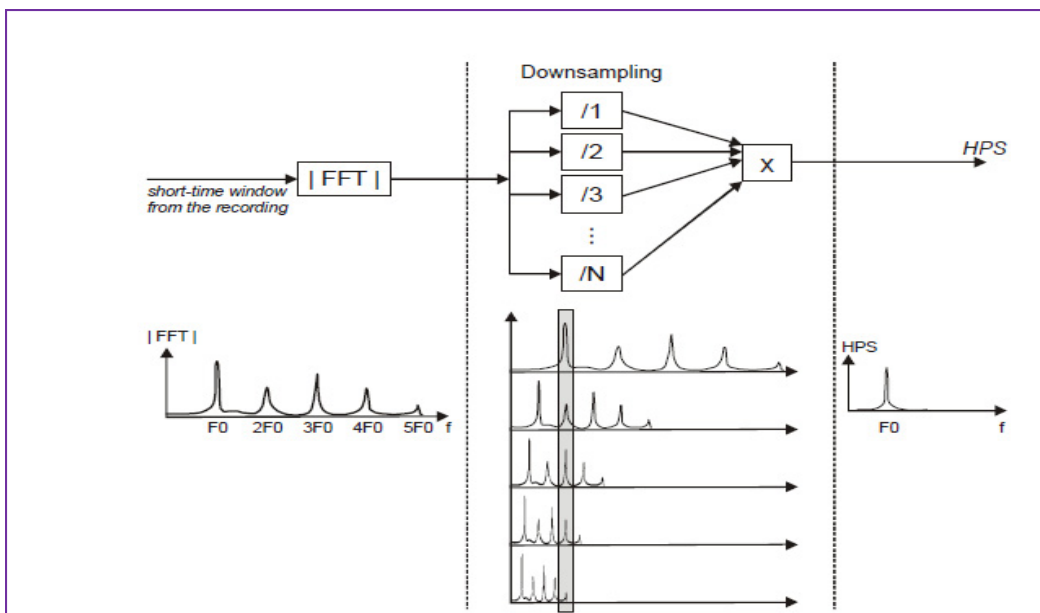 Downsampling
/1
/2
/3
⋮
/N
| FFT |
short-time window
from the recording
X
HPS
| FFT |
F0 2F0 3F0 4F0 5F0 f
HPS
F0 f